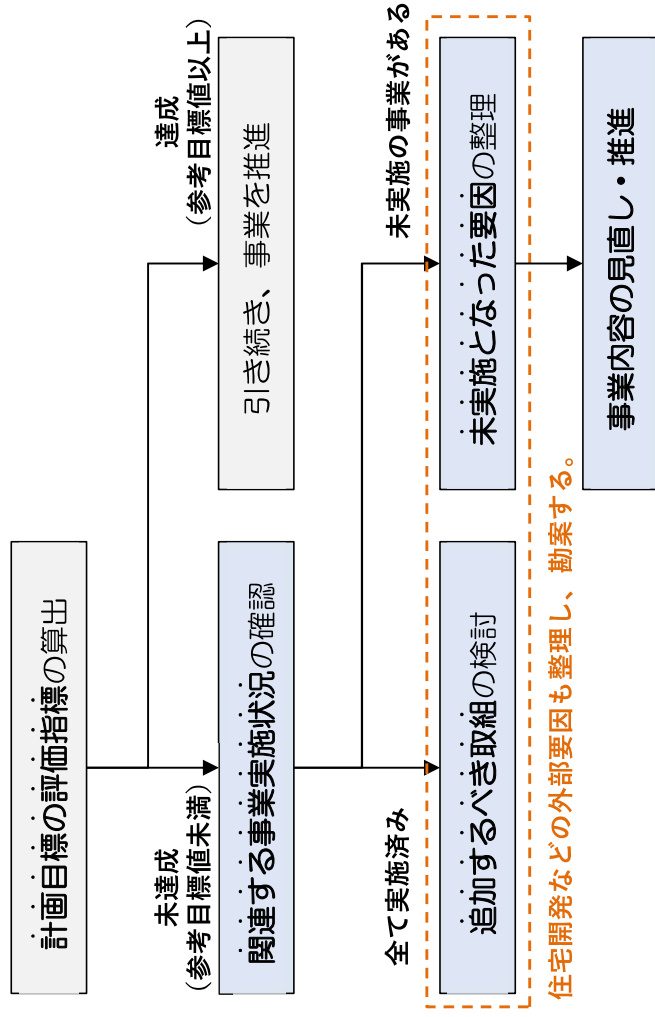 計画目標の評価指標の算出
未達成
(参考目標値未満)
達成
(参考目標値以上)
関連する事業実施状況の確認
引き続き、事業を推進
全て実施済み
未実施の事業がある
追加するべき取組の検討
未実施となった要因の整理
住宅開発などの外部要因も整理し、勘案する。
事業内容の見直し・推進